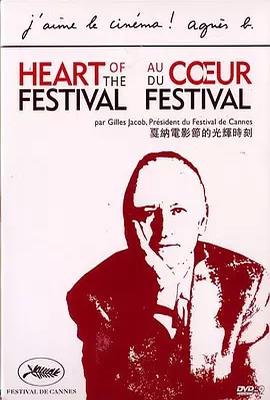 j'aime le cinéma! agnès b.
HEART OF THE FESTIVAL
AU CŒUR DU FESTIVAL
par Gilles Jacob, Président du Festival de Cannes
戛納電影節的光輝時刻
FESTIVAL DE CANNES